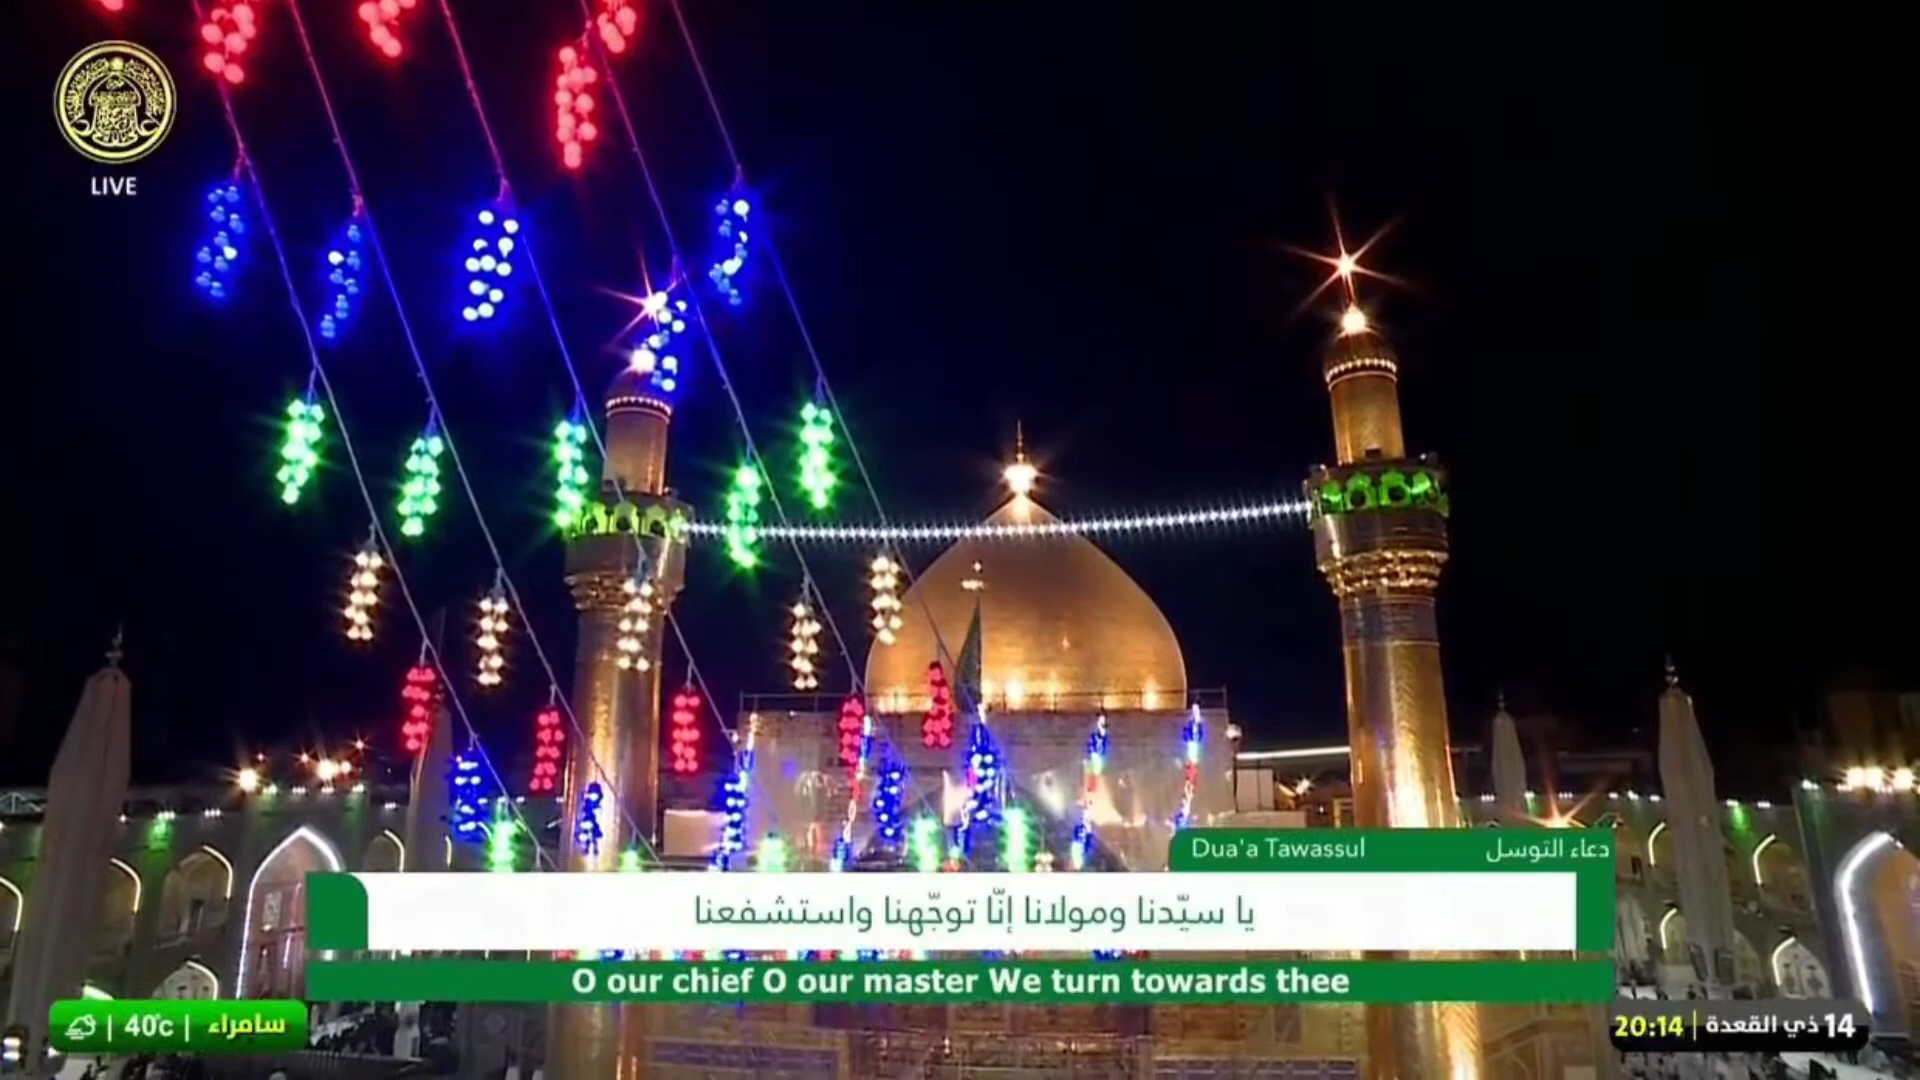 LIVE
Dua'a Tawassul
دعاء التوسل
يا سيّدنا ومولانا إنّا توجّهنا واستشفعنا
O our chief O our master We turn towards thee
سامراء | 40°c |
14 ذي القعدة | 20:14